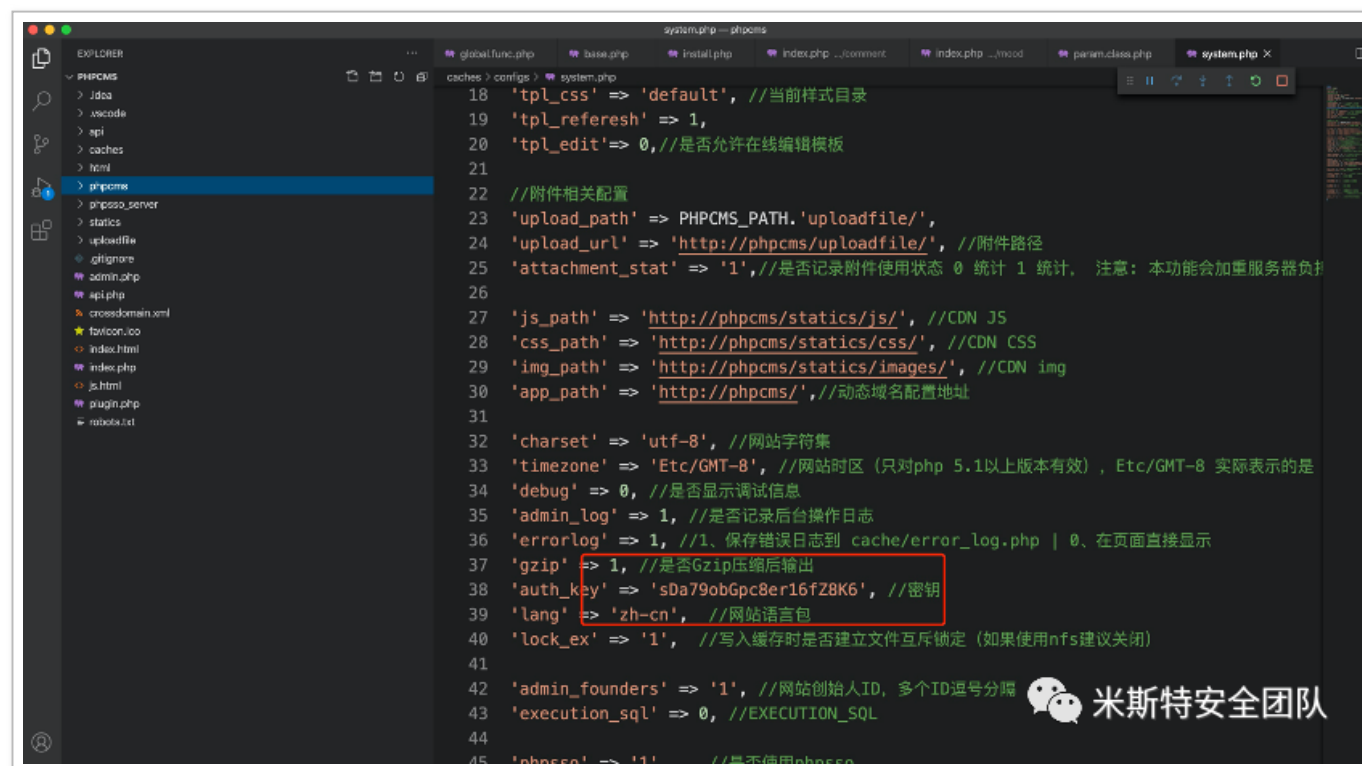 system.php — phpcms
EXPLORER
global.func.php base.php install.php index.php .../comment index.php .../mood param.class.php system.php
PHPCMS
caches > configs > system.php
.idea
.vscode
api
caches
html
phpcms
phpsso_server
statics
uploadfile
.gitignore
admin.php
api.php
crossdomain.xml
favicon.ico
index.html
index.php
js.html
plugin.php
robots.txt
18 'tpl_css' => 'default', //当前样式目录
19 'tpl_referesh' => 1,
20 'tpl_edit'=> 0,//是否允许在线编辑模板
21
22 //附件相关配置
23 'upload_path' => PHPCMS_PATH.'uploadfile/',
24 'upload_url' => 'http://phpcms/uploadfile/', //附件路径
25 'attachment_stat' => '1',//是否记录附件使用状态 0 统计 1 统计, 注意: 本功能会加重服务器负担
26
27 'js_path' => 'http://phpcms/statics/js/', //CDN JS
28 'css_path' => 'http://phpcms/statics/css/', //CDN CSS
29 'img_path' => 'http://phpcms/statics/images/', //CDN img
30 'app_path' => 'http://phpcms/',//动态域名配置地址
31
32 'charset' => 'utf-8', //网站字符集
33 'timezone' => 'Etc/GMT-8', //网站时区(只对php 5.1以上版本有效), Etc/GMT-8 实际表示的是
34 'debug' => 0, //是否显示调试信息
35 'admin_log' => 1, //是否记录后台操作日志
36 'errorlog' => 1, //1、保存错误日志到 cache/error_log.php | 0、在页面直接显示
37 'gzip' => 1, //是否Gzip压缩后输出
38 'auth_key' => 'sDa79obGpc8er16fZ8K6', //密钥
39 'lang' => 'zh-cn', //网站语言包
40 'lock_ex' => '1', //写入缓存时是否建立文件互斥锁定(如果使用nfs建议关闭)
41
42 'admin_founders' => '1', //网站创始人ID, 多个ID逗号分隔
43 'execution_sql' => 0, //EXECUTION_SQL
44
45 'phpsso' => '1', //是否使用phpsso
米斯特安全团队